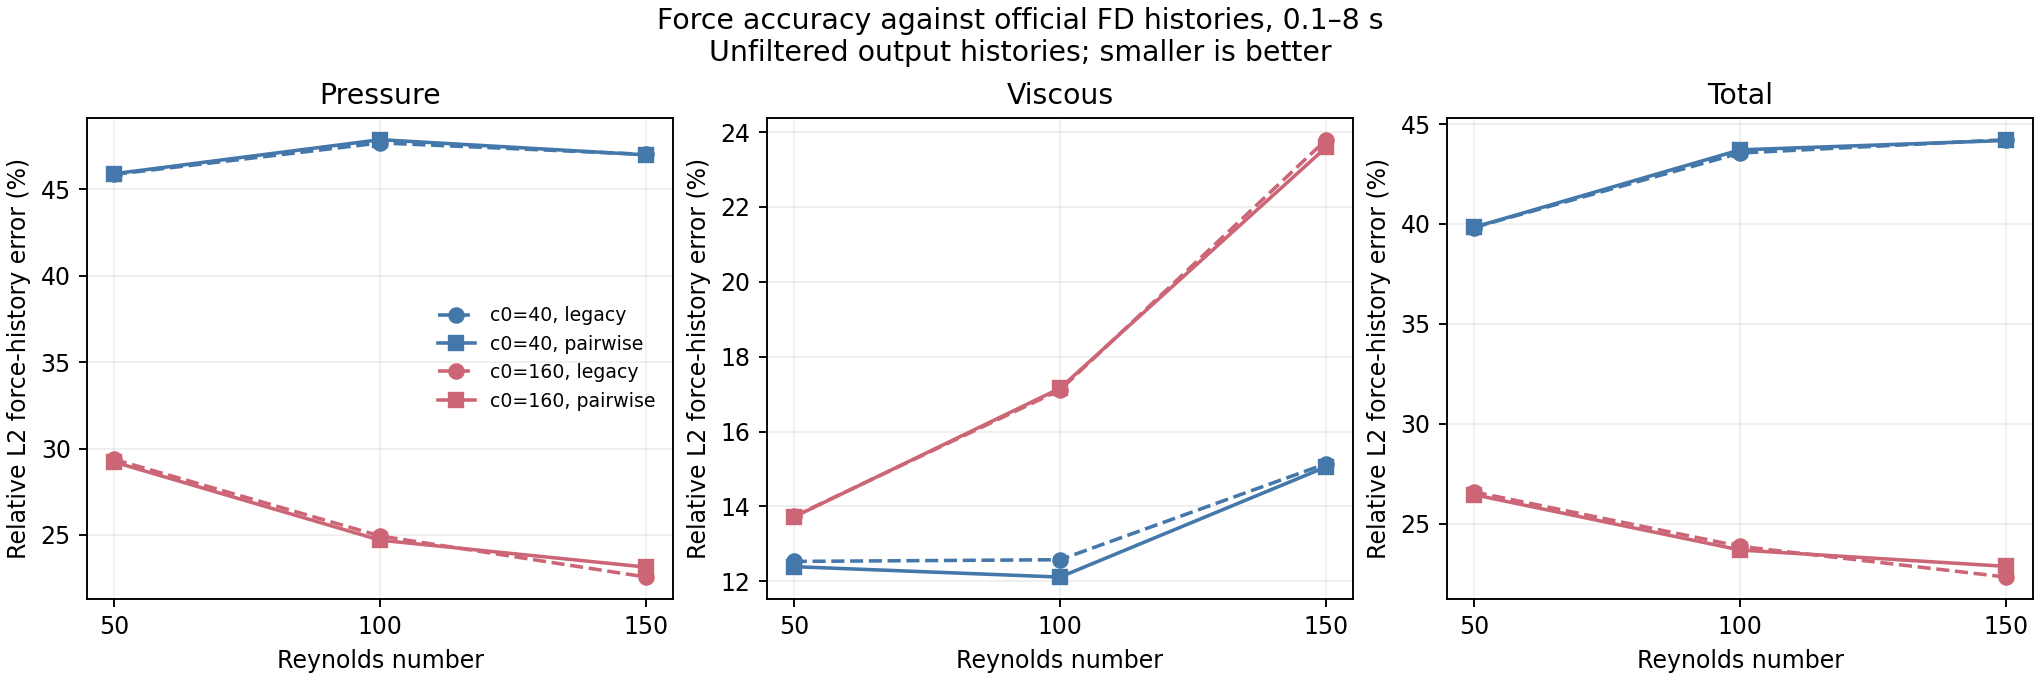 Force accuracy against official FD histories, 0.1–8 s
Unfiltered output histories; smaller is better
Pressure
Relative L2 force-history error (%)
45
40
35
30
25
c0=40, legacy
c0=40, pairwise
c0=160, legacy
c0=160, pairwise
50
100
150
Reynolds number
Viscous
Relative L2 force-history error (%)
24
22
20
18
16
14
12
50
100
150
Reynolds number
Total
Relative L2 force-history error (%)
45
40
35
30
25
50
100
150
Reynolds number